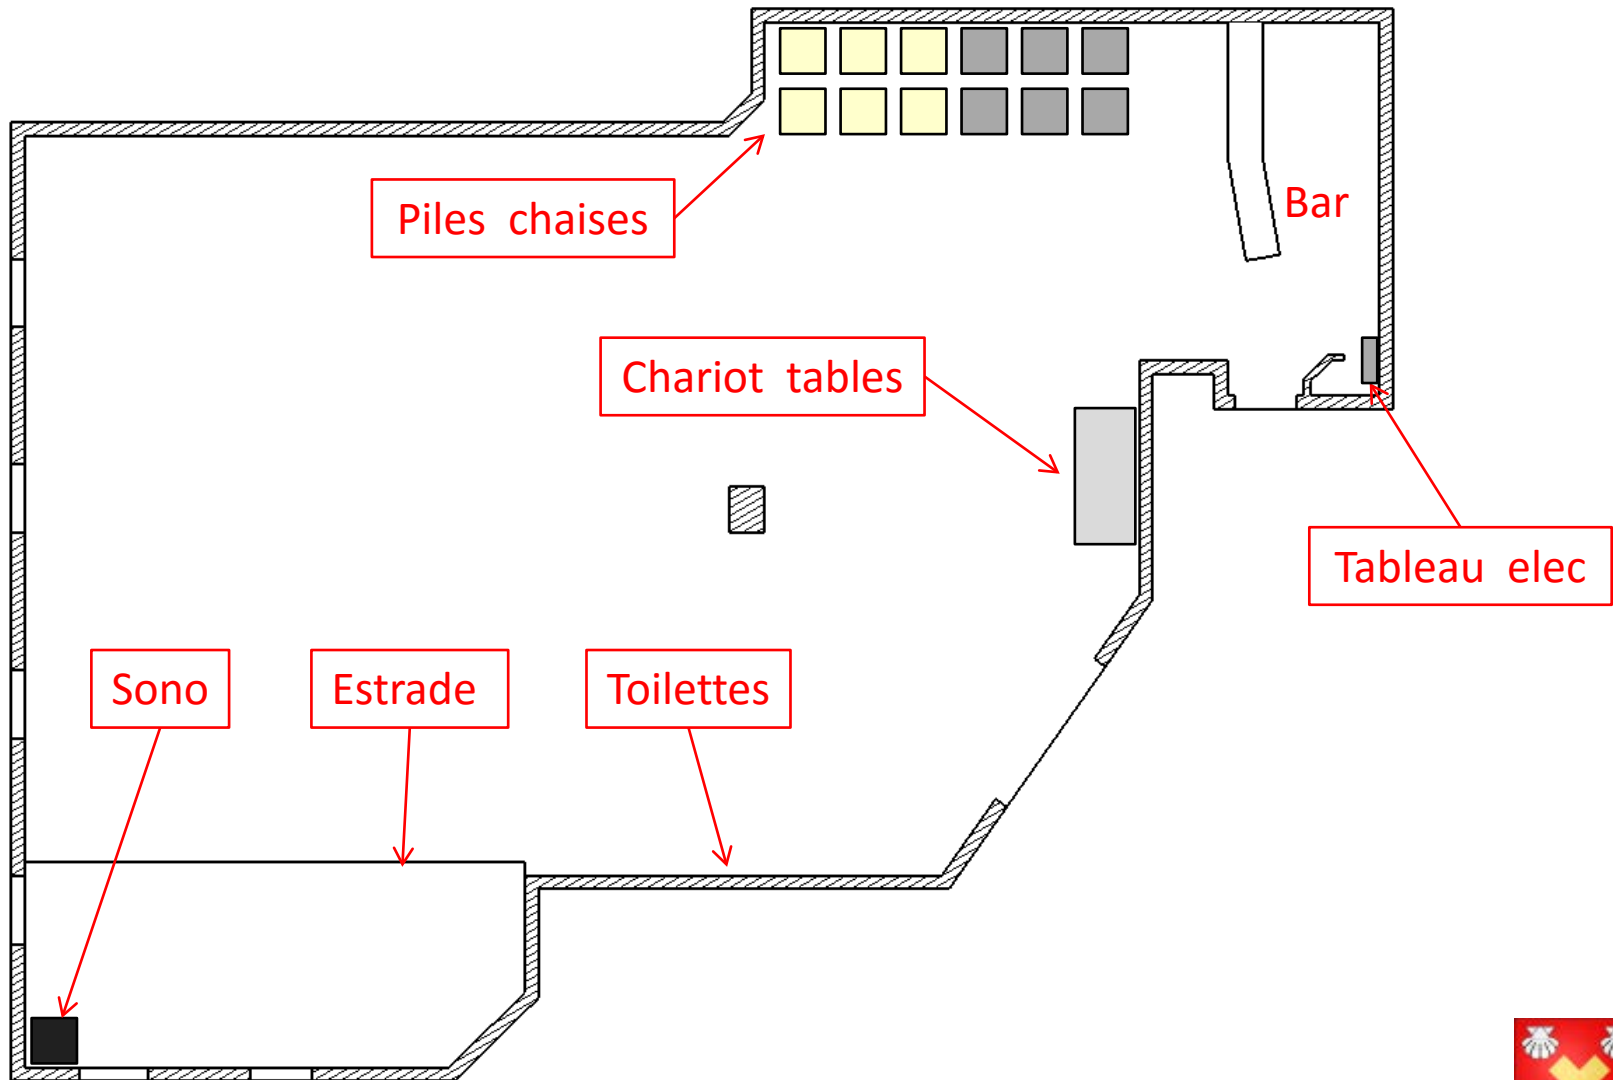 Piles chaises
Bar
Chariot tables
Tableau elec
Sono
Estrade
Toilettes